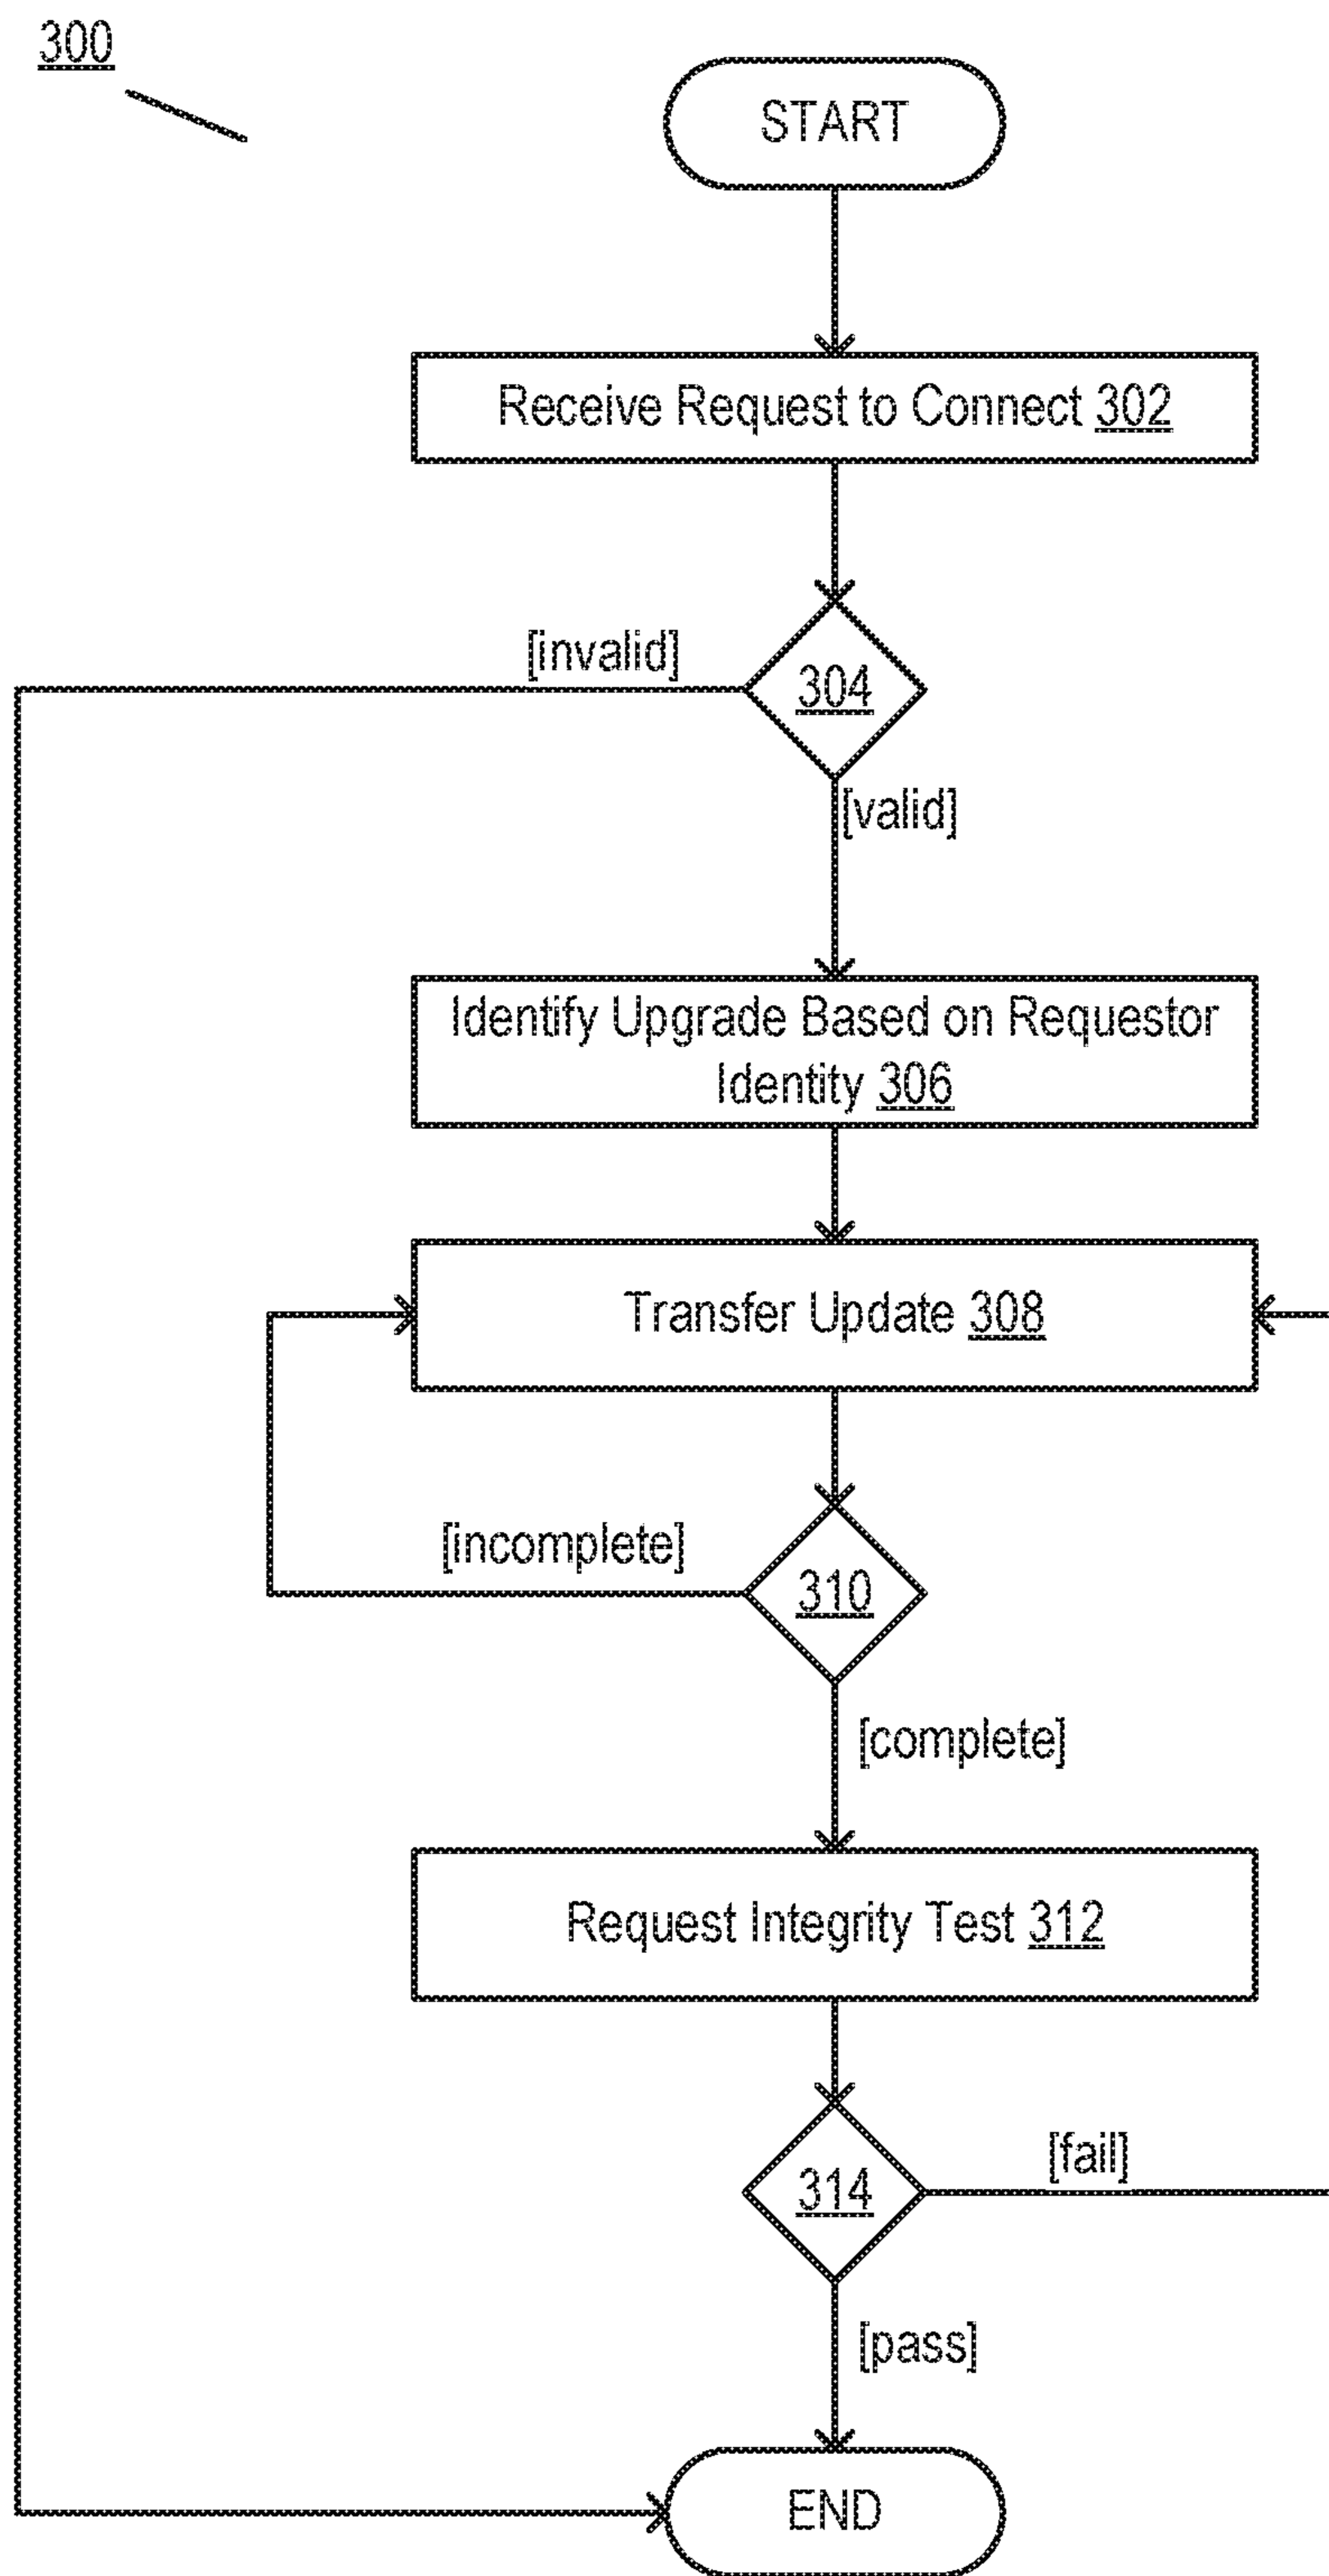 300
START
Receive Request to Connect 302
[invalid]
304
[valid]
Identify Upgrade Based on Requestor
Identity 306
Transfer Update 308
[incomplete]
310
[complete]
Request Integrity Test 312
[fail]
314
[pass]
END